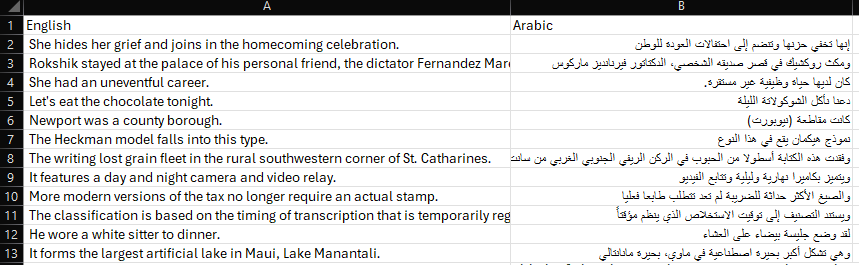 A B
1 English Arabic
2 She hides her grief and joins in the homecoming celebration. إنها تخفي حزنها وتنضم إلى احتفالات العودة للوطن
3 Rokshik stayed at the palace of his personal friend, the dictator Fernandez Mar ومكث روكشيك في قصر صديقه الشخصي، الدكتاتور فيرنانديز ماركوس
4 She had an uneventful career. كان لديها حياة وظيفية غير مستقرة.
5 Let's eat the chocolate tonight. دعنا نأكل الشوكولاتة الليلة
6 Newport was a county borough. كانت مقاطعة (نيوبورت)
7 The Heckman model falls into this type. نموذج هيكمان يقع في هذا النوع
8 The writing lost grain fleet in the rural southwestern corner of St. Catharines. وفقدت هذه الكتابة أسطولا من الحبوب في الركن الريفي الجنوبي الغربي من سانت
9 It features a day and night camera and video relay. ويتميز بكاميرا نهارية وليلية وتتابع الفيديو
10 More modern versions of the tax no longer require an actual stamp. والصيغ الأكثر حداثة للضريبة لم تعد تتطلب طابعا فعليا
11 The classification is based on the timing of transcription that is temporarily reg ويستند التصنيف إلى توقيت الاستخلاص الذي ينظم مؤقتاً
12 He wore a white sitter to dinner. لقد وضع جليسة بيضاء على العشاء
13 It forms the largest artificial lake in Maui, Lake Manantali. وهي تشكل أكبر بحيرة اصطناعية في ماوي، بحيرة مانانتالي